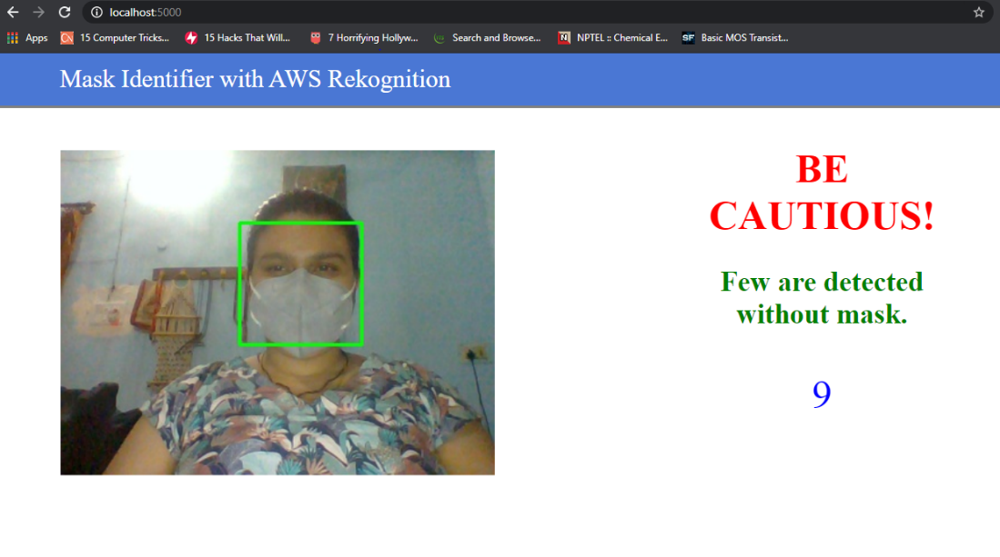 localhost:5000
Apps 15 Computer Tricks... 15 Hacks That Will... 7 Horrifying Hollyw... Search and Browse... NPTEL :: Chemical E... SF Basic MOS Transist...
Mask Identifier with AWS Rekognition
BE
CAUTIOUS!
Few are detected
without mask.
9